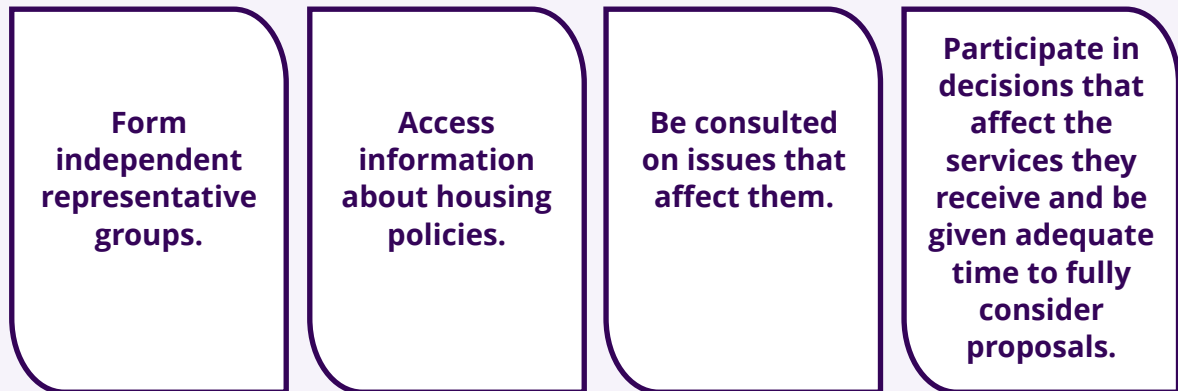 Form
independent
representative
groups.
Access
information
about housing
policies.
Be consulted
on issues that
affect them.
Participate in
decisions that
affect the
services they
receive and be
given adequate
time to fully
consider
proposals.